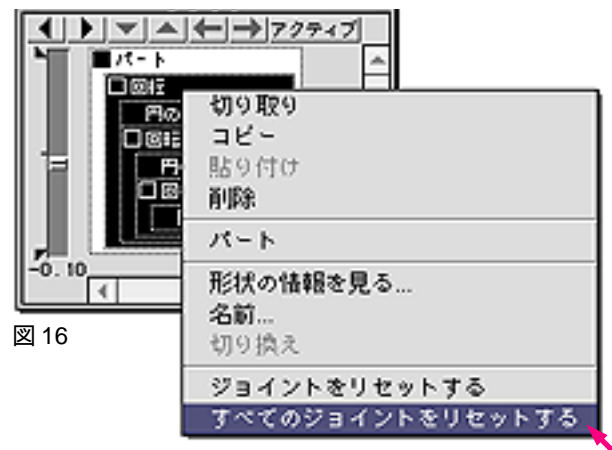 アクティブ
パート
回転
円の
回転
円
回
-0.10
切り取り
コピー
貼り付け
削除
パート
形状の情報を見る...
名前...
切り換え
ジョイントをリセットする
すべてのジョイントをリセットする
図 16